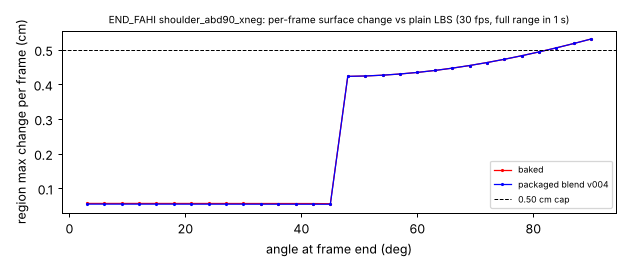 END_FAHI shoulder_abd90_xneg: per-frame surface change vs plain LBS (30 fps, full range in 1 s)
region max change per frame (cm)
0.5
0.4
0.3
0.2
0.1
baked
packaged blend v004
0.50 cm cap
0
20
40
60
80
angle at frame end (deg)